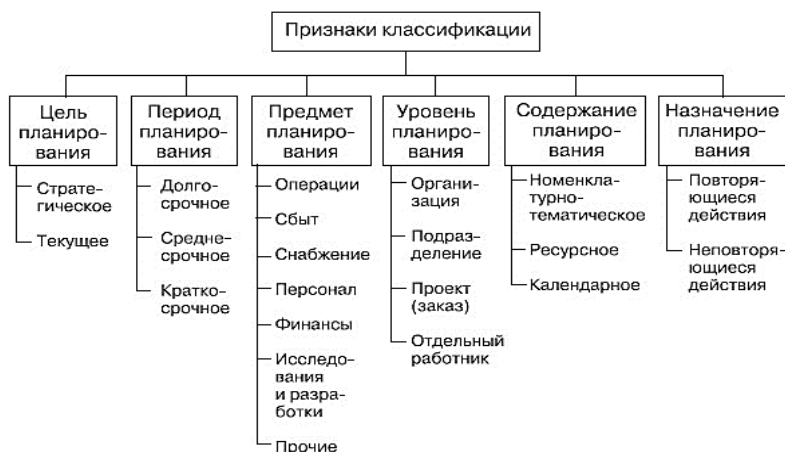 Признаки классификации
Цель
планиро-
вания
Стратe-
гическое
Текущее
Период
планиро-
вания
Долго-
срочное
Средне-
срочное
Кратко-
срочное
Предмет
планиро-
вания
Операции
Сбыт
Снабжение
Персонал
Финансы
Исследо-
вания
и разра-
ботки
Прочие
Уровень
планиро-
вания
Органи-
зация
Подраз-
деление
Проект
(заказ)
Отдельный
работник
Содержание
планиро-
вания
Номенкла-
турно-
тематическое
Ресурсное
Календарное
Назначение
планиро-
вания
Повторя-
ющиеся
действия
Неповторя-
ющиеся
действия